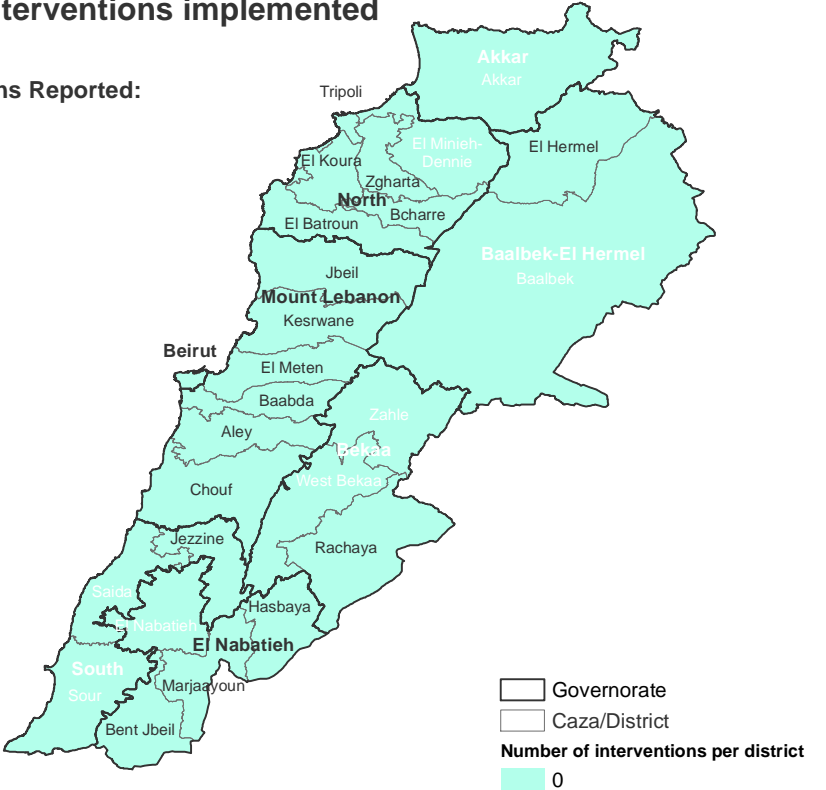 terventions implemented
ns Reported:
Akkar
Akkar
Tripoli
El Minieh-
Dennie
El Hermel
El Koura
Zgharta
North
Bcharre
El Batroun
Baalbek-El Hermel
Baalbek
Jbeil
Mount Lebanon
Kesrwane
Beirut
El Meten
Baabda
Zahle
Aley
Bekaa
West Bekaa
Chouf
Jezzine
Rachaya
Saida
Hasbaya
El Nabatieh
El Nabatieh
South
Sour
Marjaayoun
Bent Jbeil
Governorate
Caza/District
Number of interventions per district
0